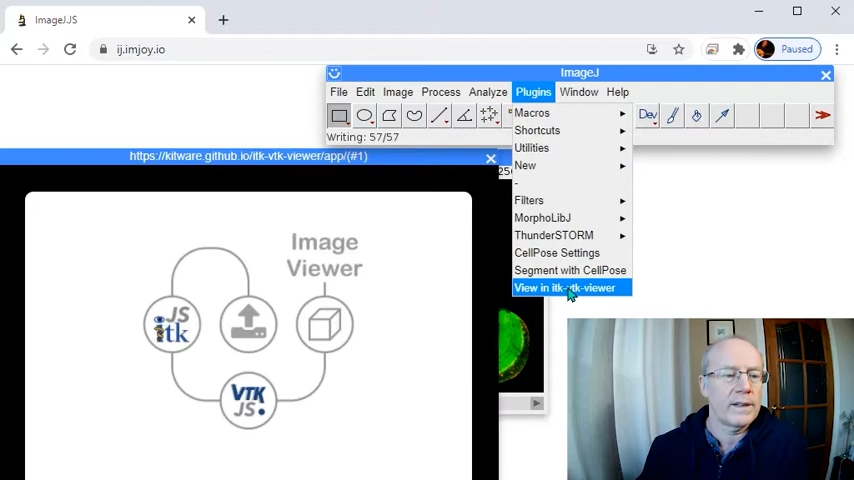 ImageJ.JS
ij.imjoy.io
Paused
ImageJ
File Edit Image Process Analyze Plugins Window Help
Dev
Writing: 57/57
https://kitware.github.io/itk-vtk-viewer/app/(#1)
Macros
Shortcuts
Utilities
New
-
Filters
MorphoLibJ
ThunderSTORM
CellPose Settings
Segment with CellPose
View in itk-vtk-viewer
Image
Viewer
JS
itk
VTK
JS